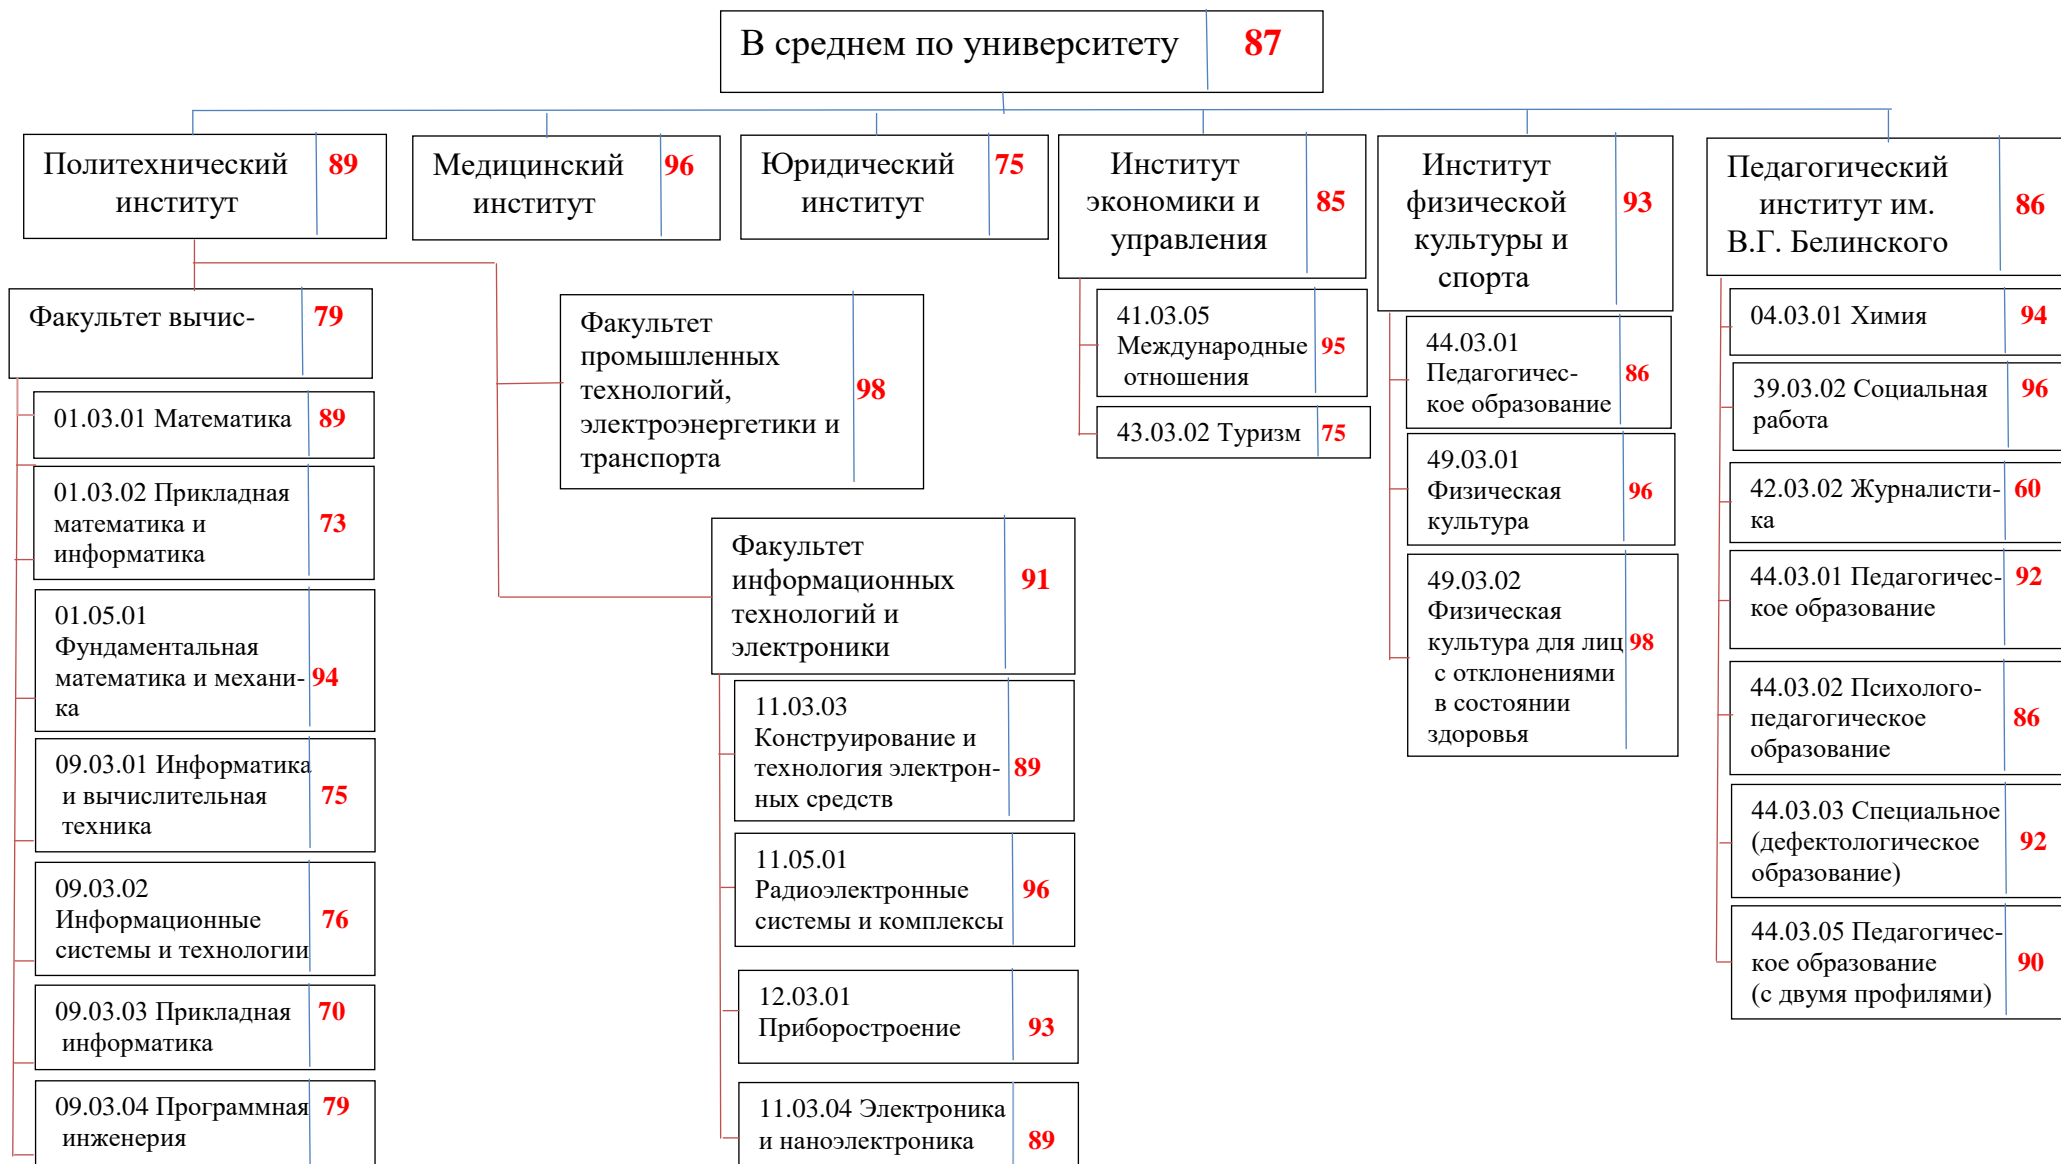 В среднем по университету 87
Политехнический 89
институт
Медицинский 96
институт
Юридический 75
институт
Институт
экономики и 85
управления
Институт
физической 93
культуры и
спорта
Педагогический
институт им. 86
В.Г. Белинского
Факультет вычис- 79
01.03.01 Математика 89
01.03.02 Прикладная
математика и 73
информатика
01.05.01
Фундаментальная
математика и механи- 94
ка
09.03.01 Информатика
и вычислительная 75
техника
09.03.02
Информационные 76
системы и технологии
09.03.03 Прикладная 70
информатика
09.03.04 Программная 79
инженерия
Факультет
промышленных
технологий, 98
электроэнергетики и
транспорта
Факультет
информационных 91
технологий и
электроники
11.03.03
Конструирование и
технология электрон- 89
ных средств
11.05.01
Радиоэлектронные 96
системы и комплексы
12.03.01
Приборостроение 93
11.03.04 Электроника
и наноэлектроника 89
41.03.05
Международные 95
отношения
43.03.02 Туризм 75
44.03.01
Педагогичес- 86
кое образование
49.03.01
Физическая 96
культура
49.03.02
Физическая
культура для лиц 98
с отклонениями
в состоянии
здоровья
04.03.01 Химия 94
39.03.02 Социальная 96
работа
42.03.02 Журналисти- 60
ка
44.03.01 Педагогичес- 92
кое образование
44.03.02 Психолого-
педагогическое 86
образование
44.03.03 Специальное
(дефектологическое 92
образование)
44.03.05 Педагогичес-
кое образование 90
(с двумя профилями)